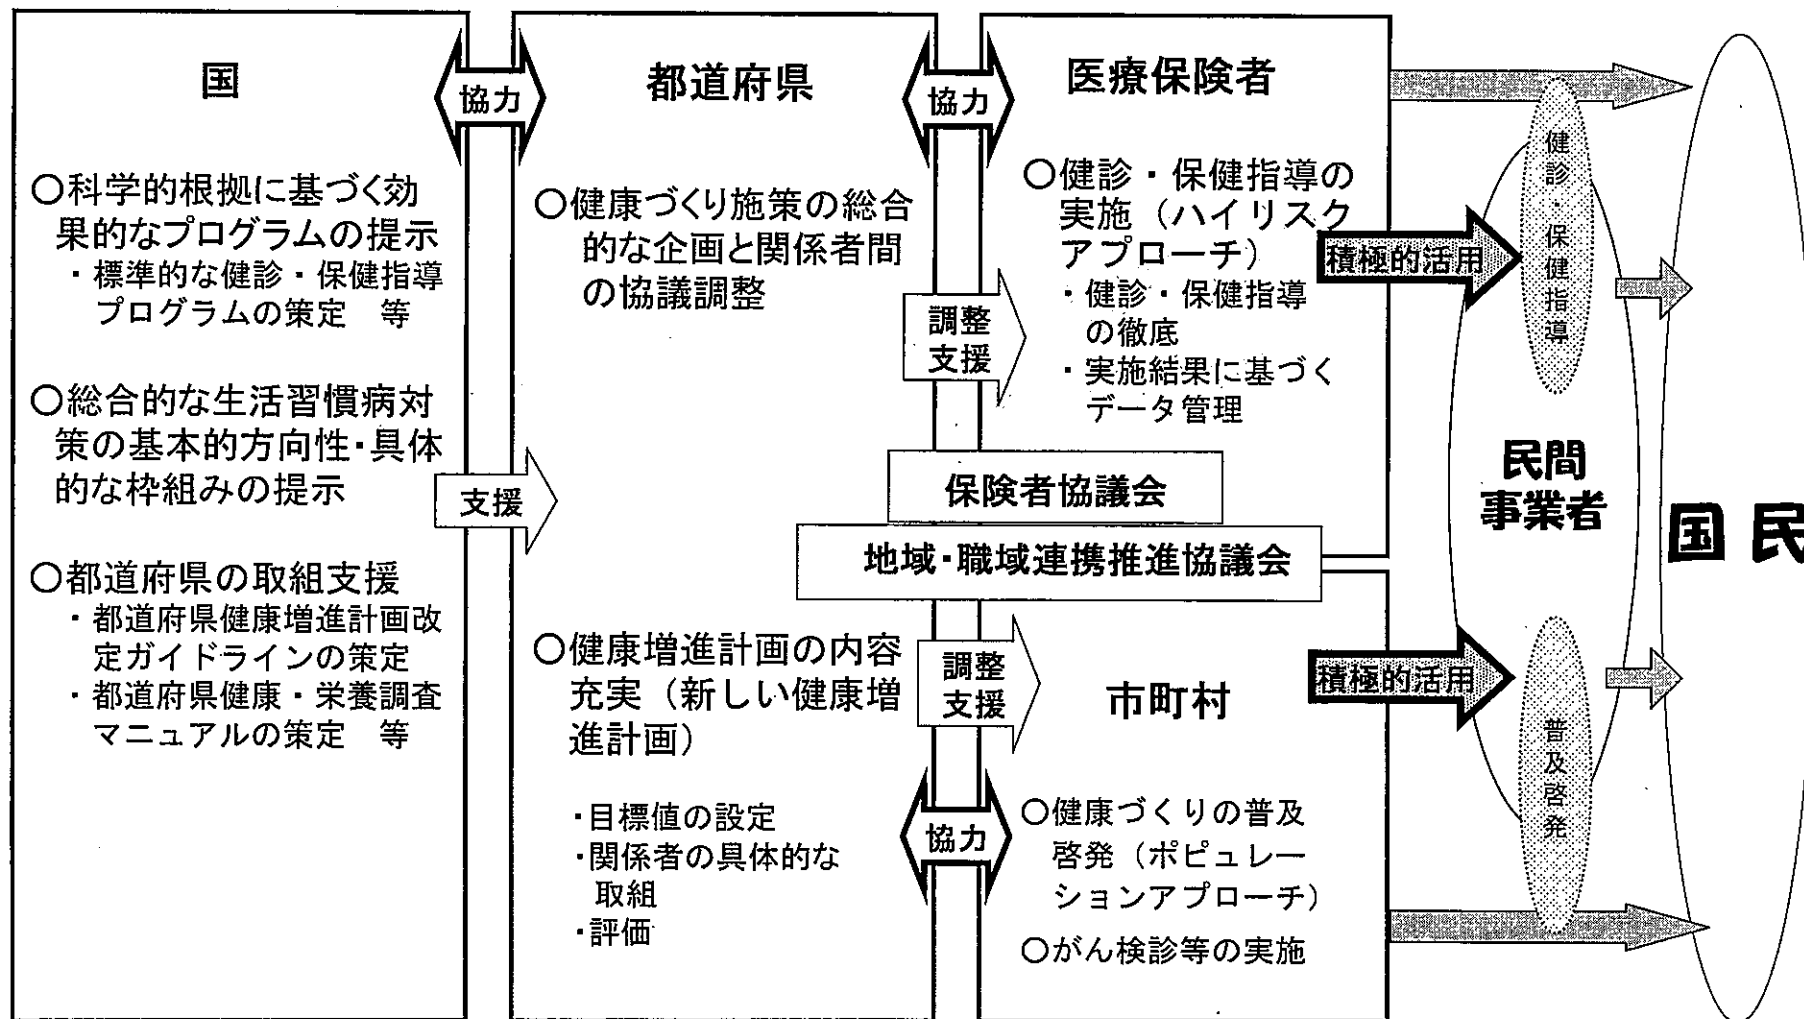 国
○科学的根拠に基づく効
果的なプログラムの提示
・標準的な健診・保健指導
プログラムの策定　等
○総合的な生活習慣病対
策の基本的方向性・具体
的な枠組みの提示
○都道府県の取組支援
・都道府県健康増進計画改
定ガイドラインの策定
・都道府県健康・栄養調査
マニュアルの策定　等
協力
支援
都道府県
○健康づくり施策の総合
的な企画と関係者間
の協議調整
○健康増進計画の内容
充実（新しい健康増
進計画）
・目標値の設定
・関係者の具体的な
取組
・評価
協力
調整
支援
保険者協議会
地域・職域連携推進協議会
調整
支援
協力
医療保険者
○健診・保健指導の
実施（ハイリスク
アプローチ）
・健診・保健指導
の徹底
・実施結果に基づく
データ管理
市町村
○健康づくりの普及
啓発（ポピュレー
ションアプローチ）
○がん検診等の実施
積極的活用
積極的活用
健診・保健指導
民間
事業者
普及啓発
国民